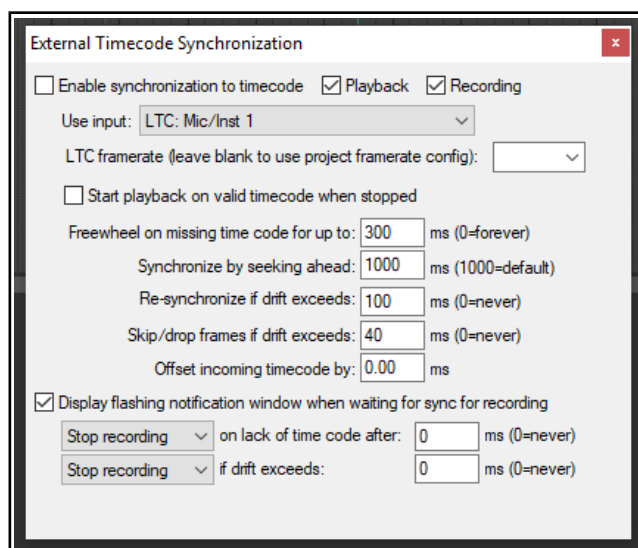 External Timecode Synchronization
x
Enable synchronization to timecode Playback Recording
Use input: LTC: Mic/Inst 1
LTC framerate (leave blank to use project framerate config):
Start playback on valid timecode when stopped
Freewheel on missing time code for up to: 300 ms (0=forever)
Synchronize by seeking ahead: 1000 ms (1000=default)
Re-synchronize if drift exceeds: 100 ms (0=never)
Skip/drop frames if drift exceeds: 40 ms (0=never)
Offset incoming timecode by: 0.00 ms
Display flashing notification window when waiting for sync for recording
Stop recording on lack of time code after: 0 ms (0=never)
Stop recording if drift exceeds: 0 ms (0=never)